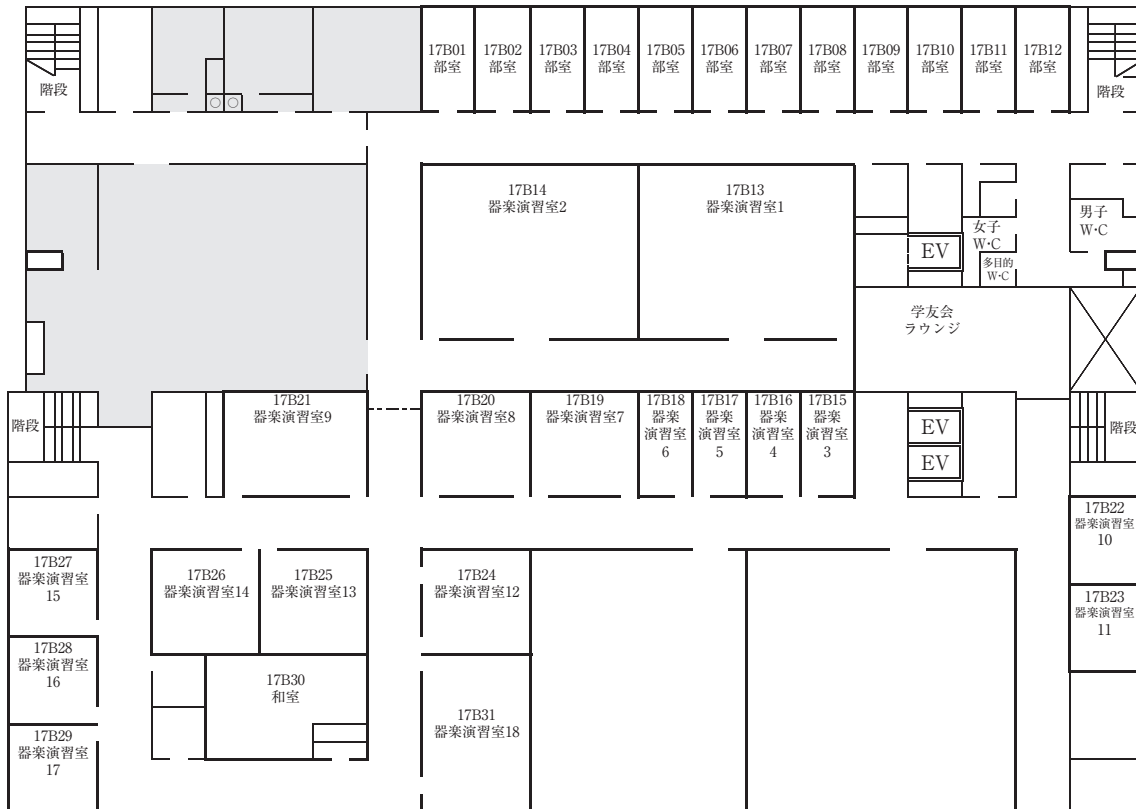 17B01
部室
17B02
部室
17B03
部室
17B04
部室
17B05
部室
17B06
部室
17B07
部室
17B08
部室
17B09
部室
17B10
部室
17B11
部室
17B12
部室
階段
階段
17B14
器楽演習室2
17B13
器楽演習室1
EV
女子
W・C
多目的
W・C
男子
W・C
学友会
ラウンジ
階段
17B21
器楽演習室9
17B20
器楽演習室8
17B19
器楽演習室7
17B18
器楽
演習室
6
17B17
器楽
演習室
5
17B16
器楽
演習室
4
17B15
器楽
演習室
3
EV
EV
階段
17B22
器楽演習室
10
17B27
器楽演習室
15
17B26
器楽演習室14
17B25
器楽演習室13
17B24
器楽演習室12
17B23
器楽演習室
11
17B28
器楽演習室
16
17B30
和室
17B31
器楽演習室18
17B29
器楽演習室
17